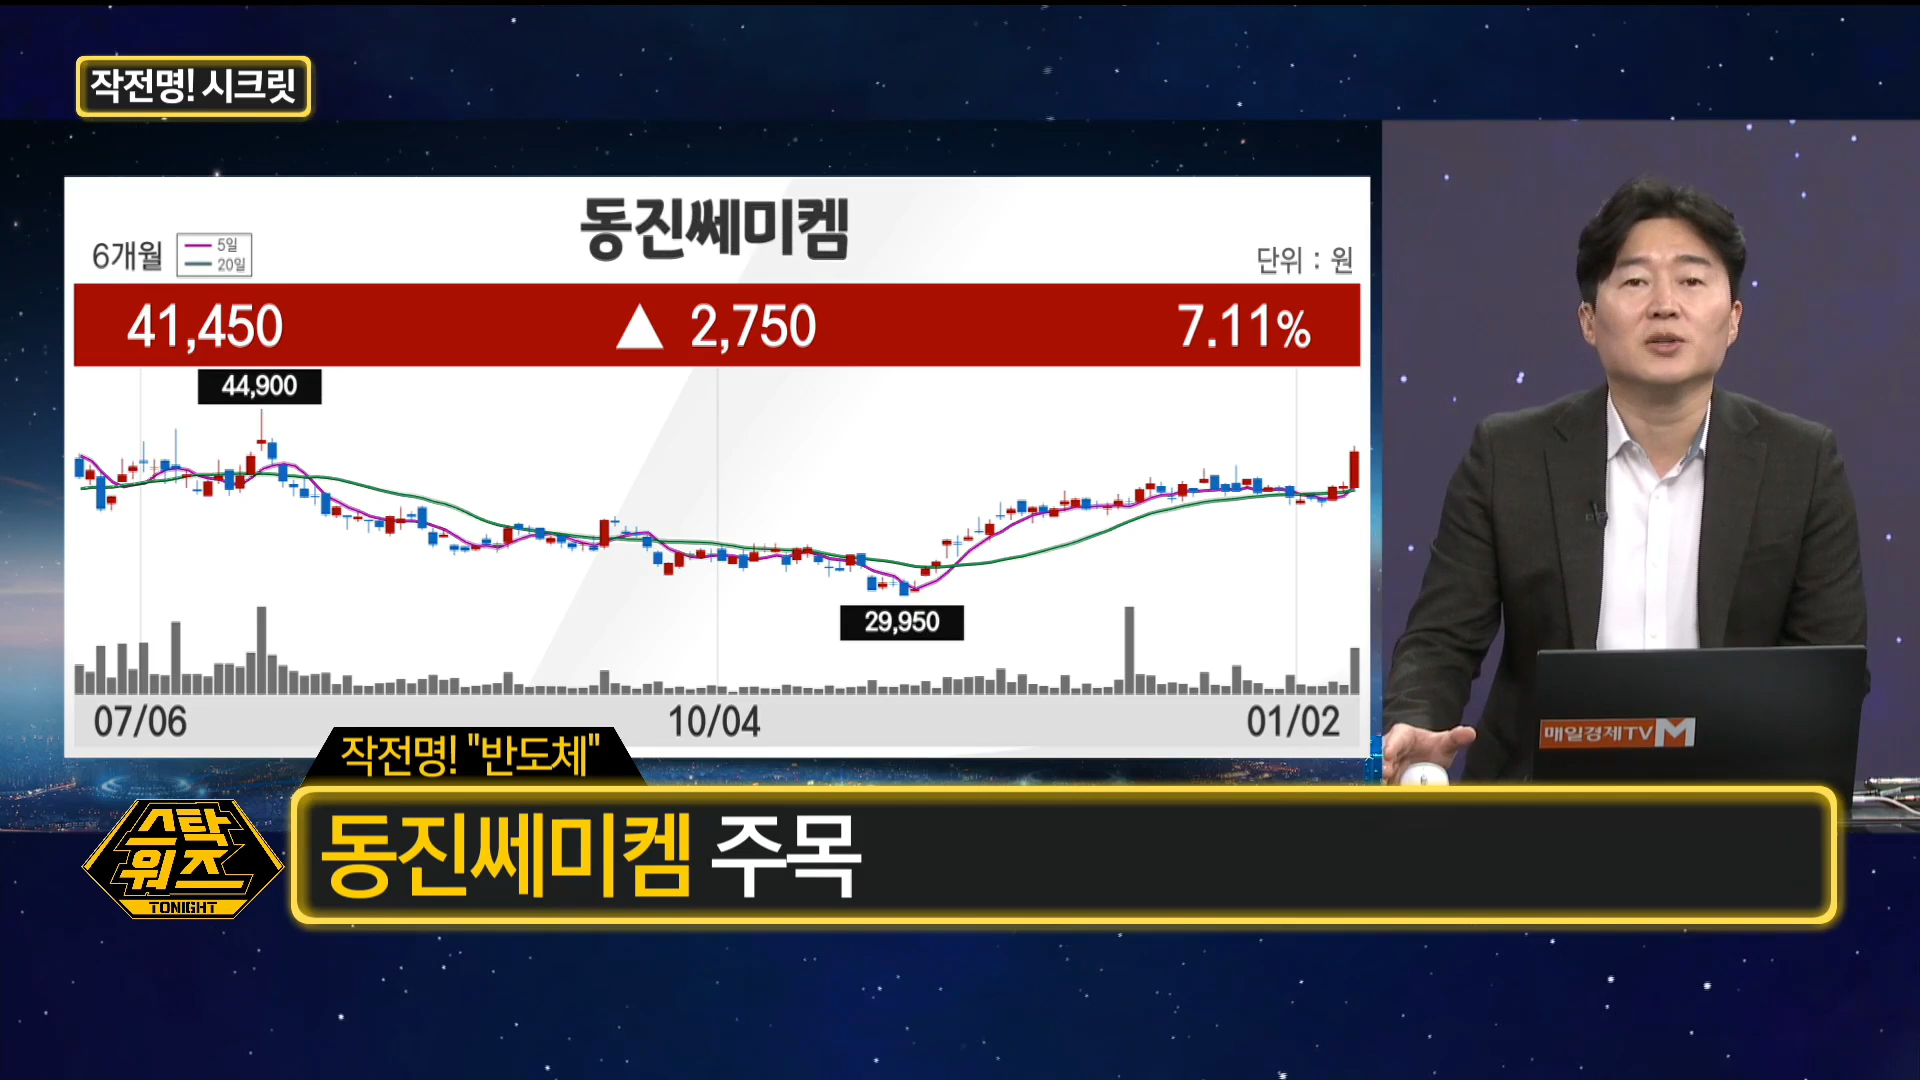 작전명! 시크릿
동진쎄미켐
6개월
5일
20일
단위 : 원
41,450 ▲ 2,750 7.11%
44,900
29,950
07/06 10/04 01/02
매일경제TV M
작전명! "반도체"
스탁
워즈
TONIGHT
동진쎄미켐 주목